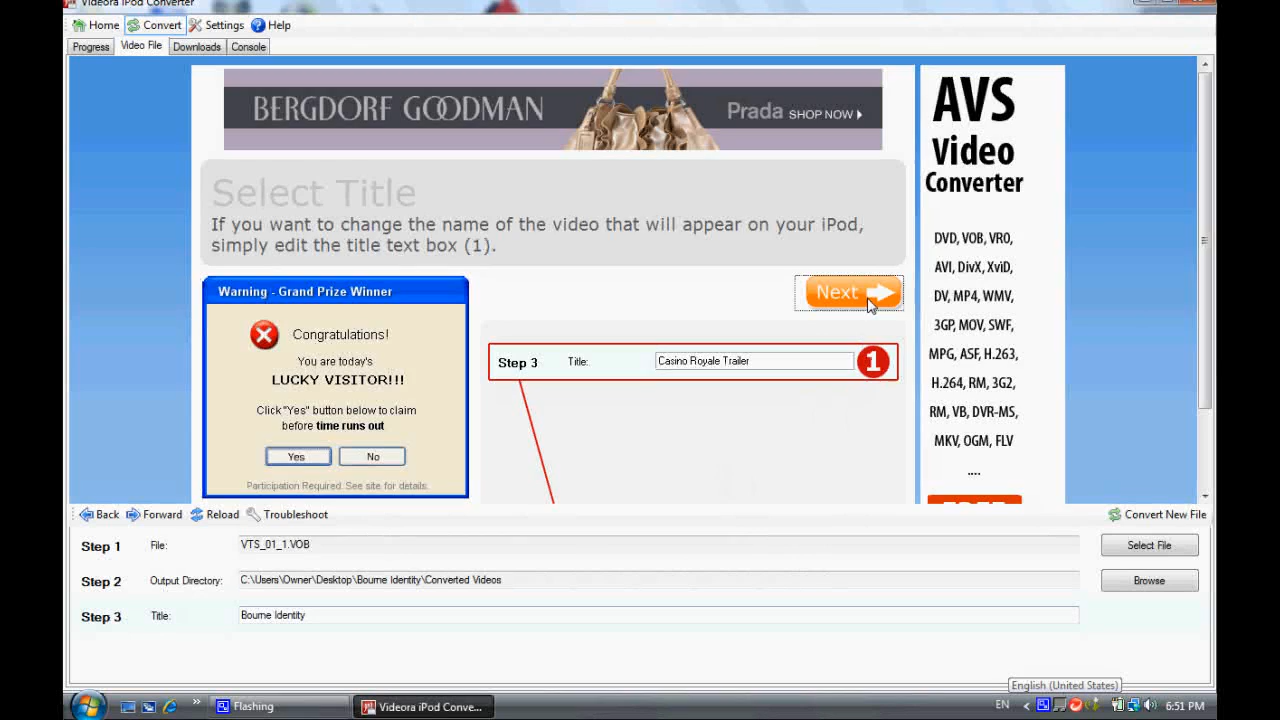 Videora iPod Converter
Home Convert Settings Help
Progress Video File Downloads Console
BERGDORF GOODMAN Prada SHOP NOW
Select Title
If you want to change the name of the video that will appear on your iPod,
simply edit the title text box (1).
Warning - Grand Prize Winner
Congratulations!
You are today's
LUCKY VISITOR!!!
Click "Yes" button below to claim
before time runs out
Yes No
Participation Required. See site for details.
Next
Step 3 Title: Casino Royale Trailer 1
AVS
Video
Converter
DVD, VOB, VRO,
AVI, DivX, XviD,
DV, MP4, WMV,
3GP, MOV, SWF,
MPG, ASF, H.263,
H.264, RM, 3G2,
RM, VB, DVR-MS,
MKV, OGM, FLV
....
Back Forward Reload Troubleshoot Convert New File
Step 1 File: VTS_01_1.VOB Select File
Step 2 Output Directory: C:\Users\Owner\Desktop\Bourne Identity\Converted Videos Browse
Step 3 Title: Bourne Identity
English (United States)
Flashing Videora iPod Conve... EN 6:51 PM